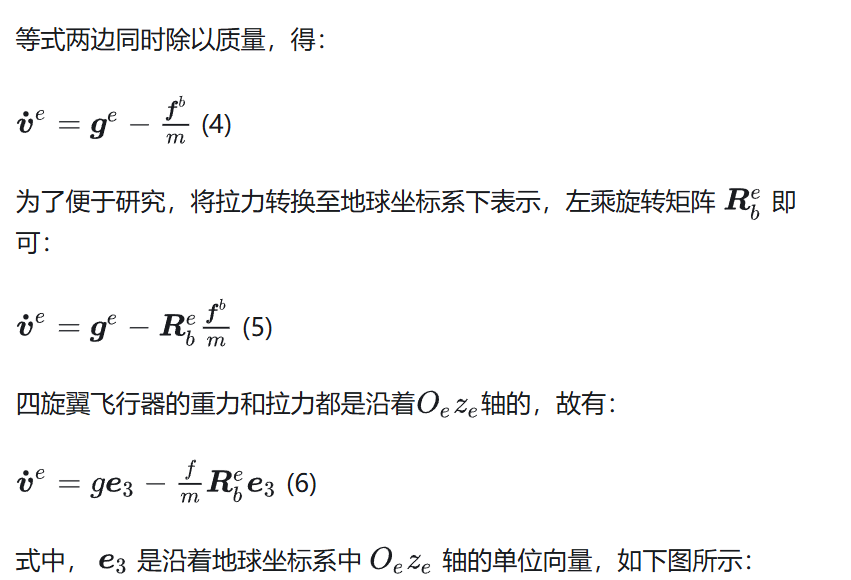 等式两边同时除以质量，得：
$\dot{\boldsymbol{v}}^e = \boldsymbol{g}^e - \frac{\boldsymbol{f}^b}{m}$ (4)
为了便于研究，将拉力转换至地球坐标系下表示，左乘旋转矩阵 $\boldsymbol{R}_b^e$ 即
可：
$\dot{\boldsymbol{v}}^e = \boldsymbol{g}^e - \boldsymbol{R}_b^e \frac{\boldsymbol{f}^b}{m}$ (5)
四旋翼飞行器的重力和拉力都是沿着$O_e z_e$轴的，故有：
$\dot{\boldsymbol{v}}^e = g\boldsymbol{e}_3 - \frac{f}{m} \boldsymbol{R}_b^e \boldsymbol{e}_3$ (6)
式中， $\boldsymbol{e}_3$ 是沿着地球坐标系中 $O_e z_e$ 轴的单位向量，如下图所示：